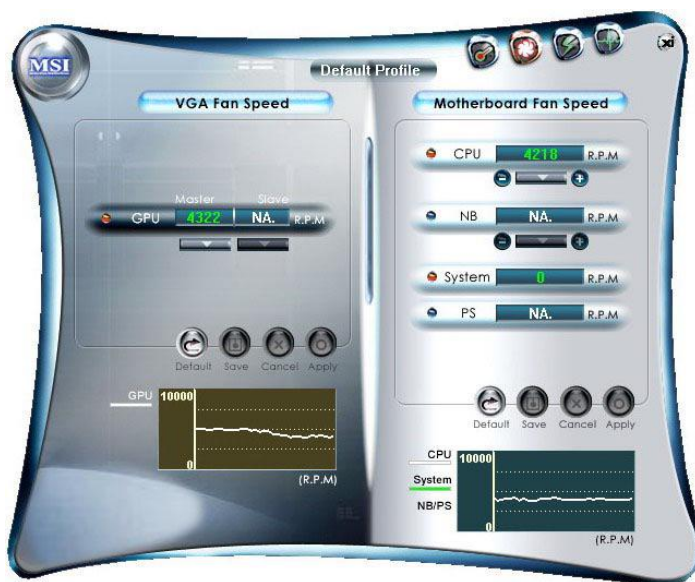 MSI
Default Profile
VGA Fan Speed
Master Slave
GPU 4322 NA. R.P.M
Default Save Cancel Apply
GPU
10000
0
(R.P.M)
Motherboard Fan Speed
CPU 4218 R.P.M
NB NA. R.P.M
System 0 R.P.M
PS NA. R.P.M
Default Save Cancel Apply
CPU
System
NB/PS
10000
0
(R.P.M)